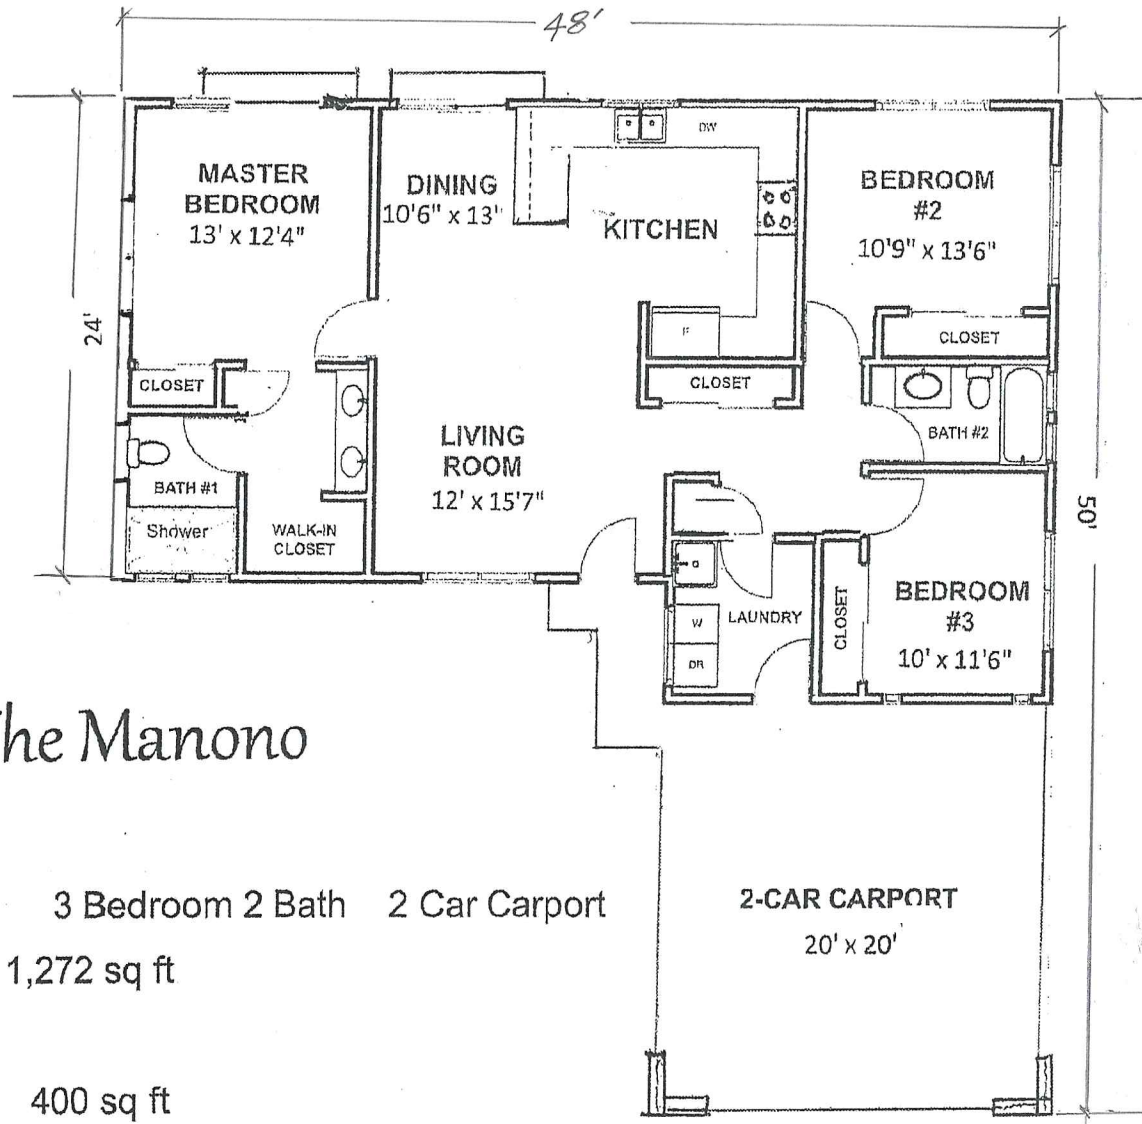 48'
MASTER
BEDROOM
13' x 12'4"
DINING
10'6" x 13'
DW
KITCHEN
BEDROOM
#2
10'9" x 13'6"
24'
CLOSET
CLOSET
CLOSET
BATH #2
LIVING
ROOM
12' x 15'7"
BATH #1
Shower
WALK-IN
CLOSET
50'
LAUNDRY
W
DR
CLOSET
BEDROOM
#3
10' x 11'6"
he Manono
3 Bedroom 2 Bath 2 Car Carport
1,272 sq ft
2-CAR CARPORT
20' x 20'
400 sq ft